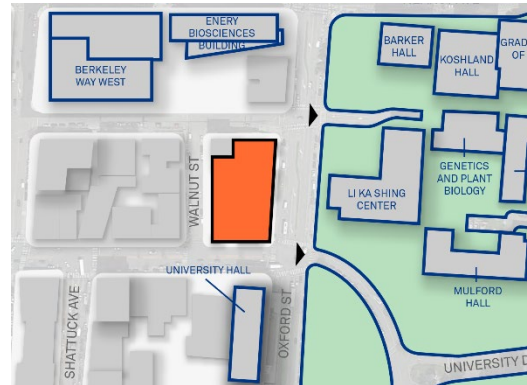 ENERY
BIOSCIENCES
BUILDING
BERKELEY
WAY WEST
BARKER
HALL
KOSHLAND
HALL
GRAD
OF
WALNUT ST
LI KA SHING
CENTER
GENETICS
AND PLANT
BIOLOGY
UNIVERSITY HALL
MULFORD
HALL
SHATTUCK AVE
OXFORD ST
UNIVERSITY D